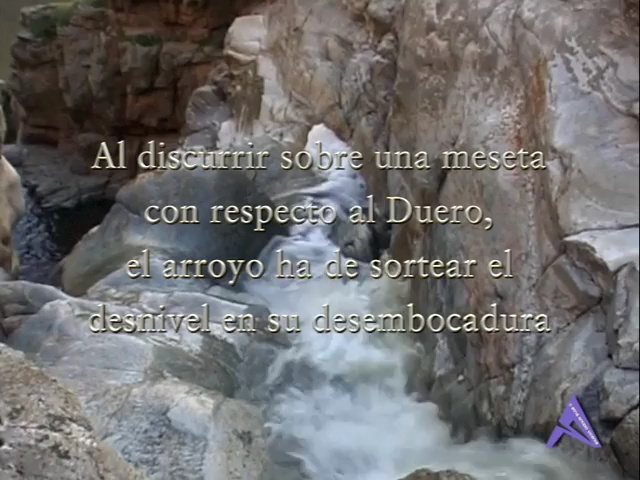 Al discurrir sobre una meseta
con respecto al Duero,
el arroyo ha de sortear el
desnivel en su desembocadura